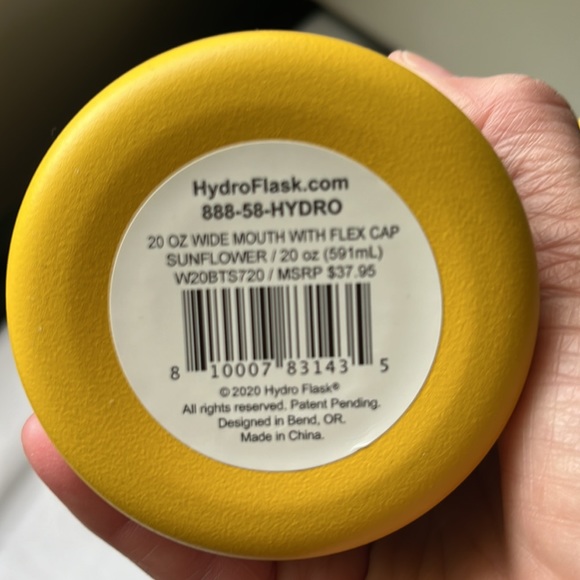 HydroFlask.com
888-58-HYDRO
20 OZ WIDE MOUTH WITH FLEX CAP
SUNFLOWER / 20 oz (591mL)
W20BTS720 / MSRP $37.95
8 10007 83143 5
© 2020 Hydro Flask®
All rights reserved. Patent Pending.
Designed in Bend, OR.
Made in China.